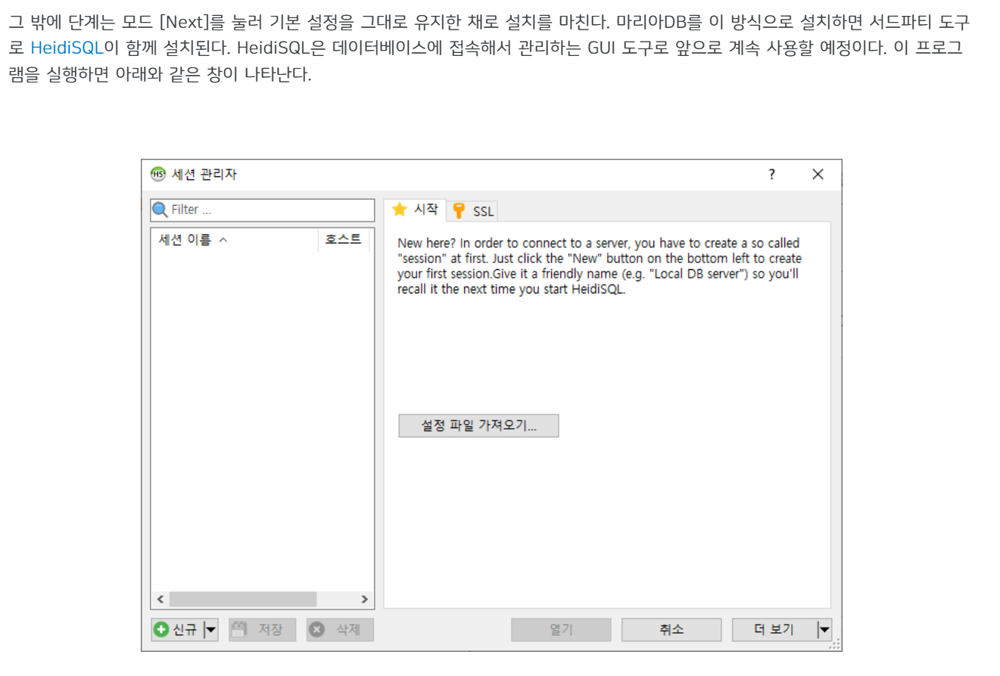 그 밖에 단계는 모드 [Next]를 눌러 기본 설정을 그대로 유지한 채로 설치를 마친다. 마리아DB를 이 방식으로 설치하면 서드파티 도구
로 HeidiSQL이 함께 설치된다. HeidiSQL은 데이터베이스에 접속해서 관리하는 GUI 도구로 앞으로 계속 사용할 예정이다. 이 프로그
램을 실행하면 아래와 같은 창이 나타난다.
HS 세션 관리자 ?
Filter ...
시작 SSL
세션 이름 호스트
New here? In order to connect to a server, you have to create a so called
"session" at first. Just click the "New" button on the bottom left to create
your first session.Give it a friendly name (e.g. "Local DB server") so you'll
recall it the next time you start HeidiSQL.
설정 파일 가져오기...
신규 저장 삭제 열기 취소 더 보기